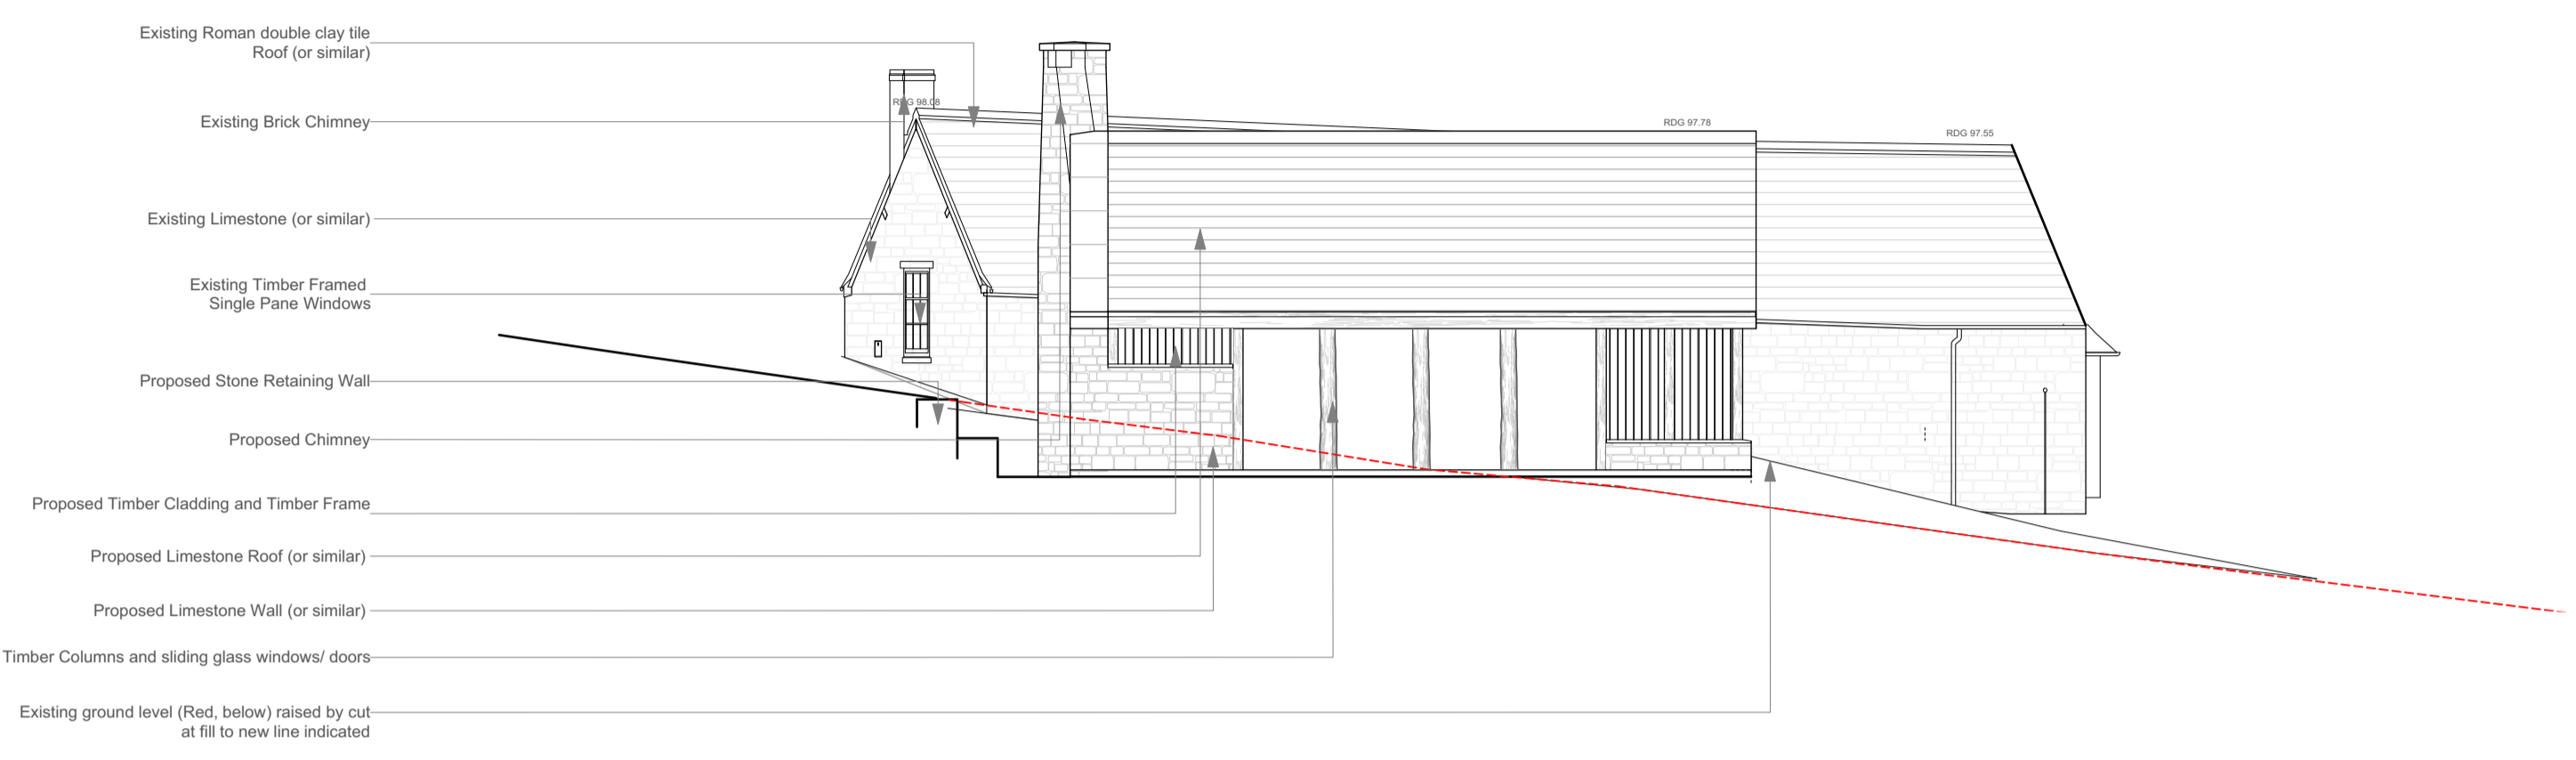 Existing Roman double clay tile
Roof (or similar)
RDG 98.08
Existing Brick Chimney
RDG 97.78
RDG 97.55
Existing Limestone (or similar)
Existing Timber Framed
Single Pane Windows
Proposed Stone Retaining Wall
Proposed Chimney
Proposed Timber Cladding and Timber Frame
Proposed Limestone Roof (or similar)
Proposed Limestone Wall (or similar)
Timber Columns and sliding glass windows/ doors
Existing ground level (Red, below) raised by cut
at fill to new line indicated